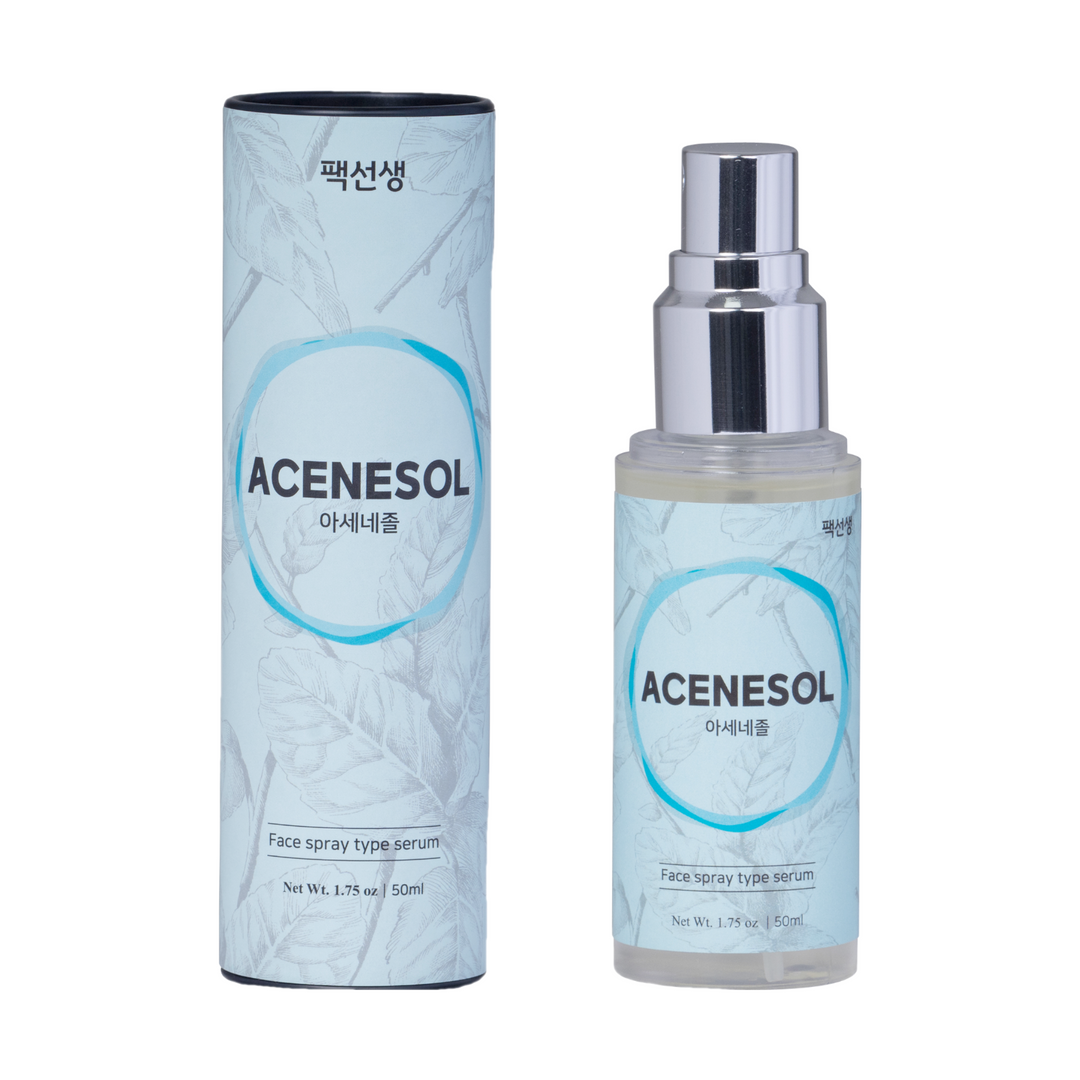 팩선생
ACENESOL
아세네졸
Face spray type serum
Net Wt. 1.75 oz | 50ml
팩선생
ACENESOL
아세네졸
Face spray type serum
Net Wt. 1.75 oz | 50ml